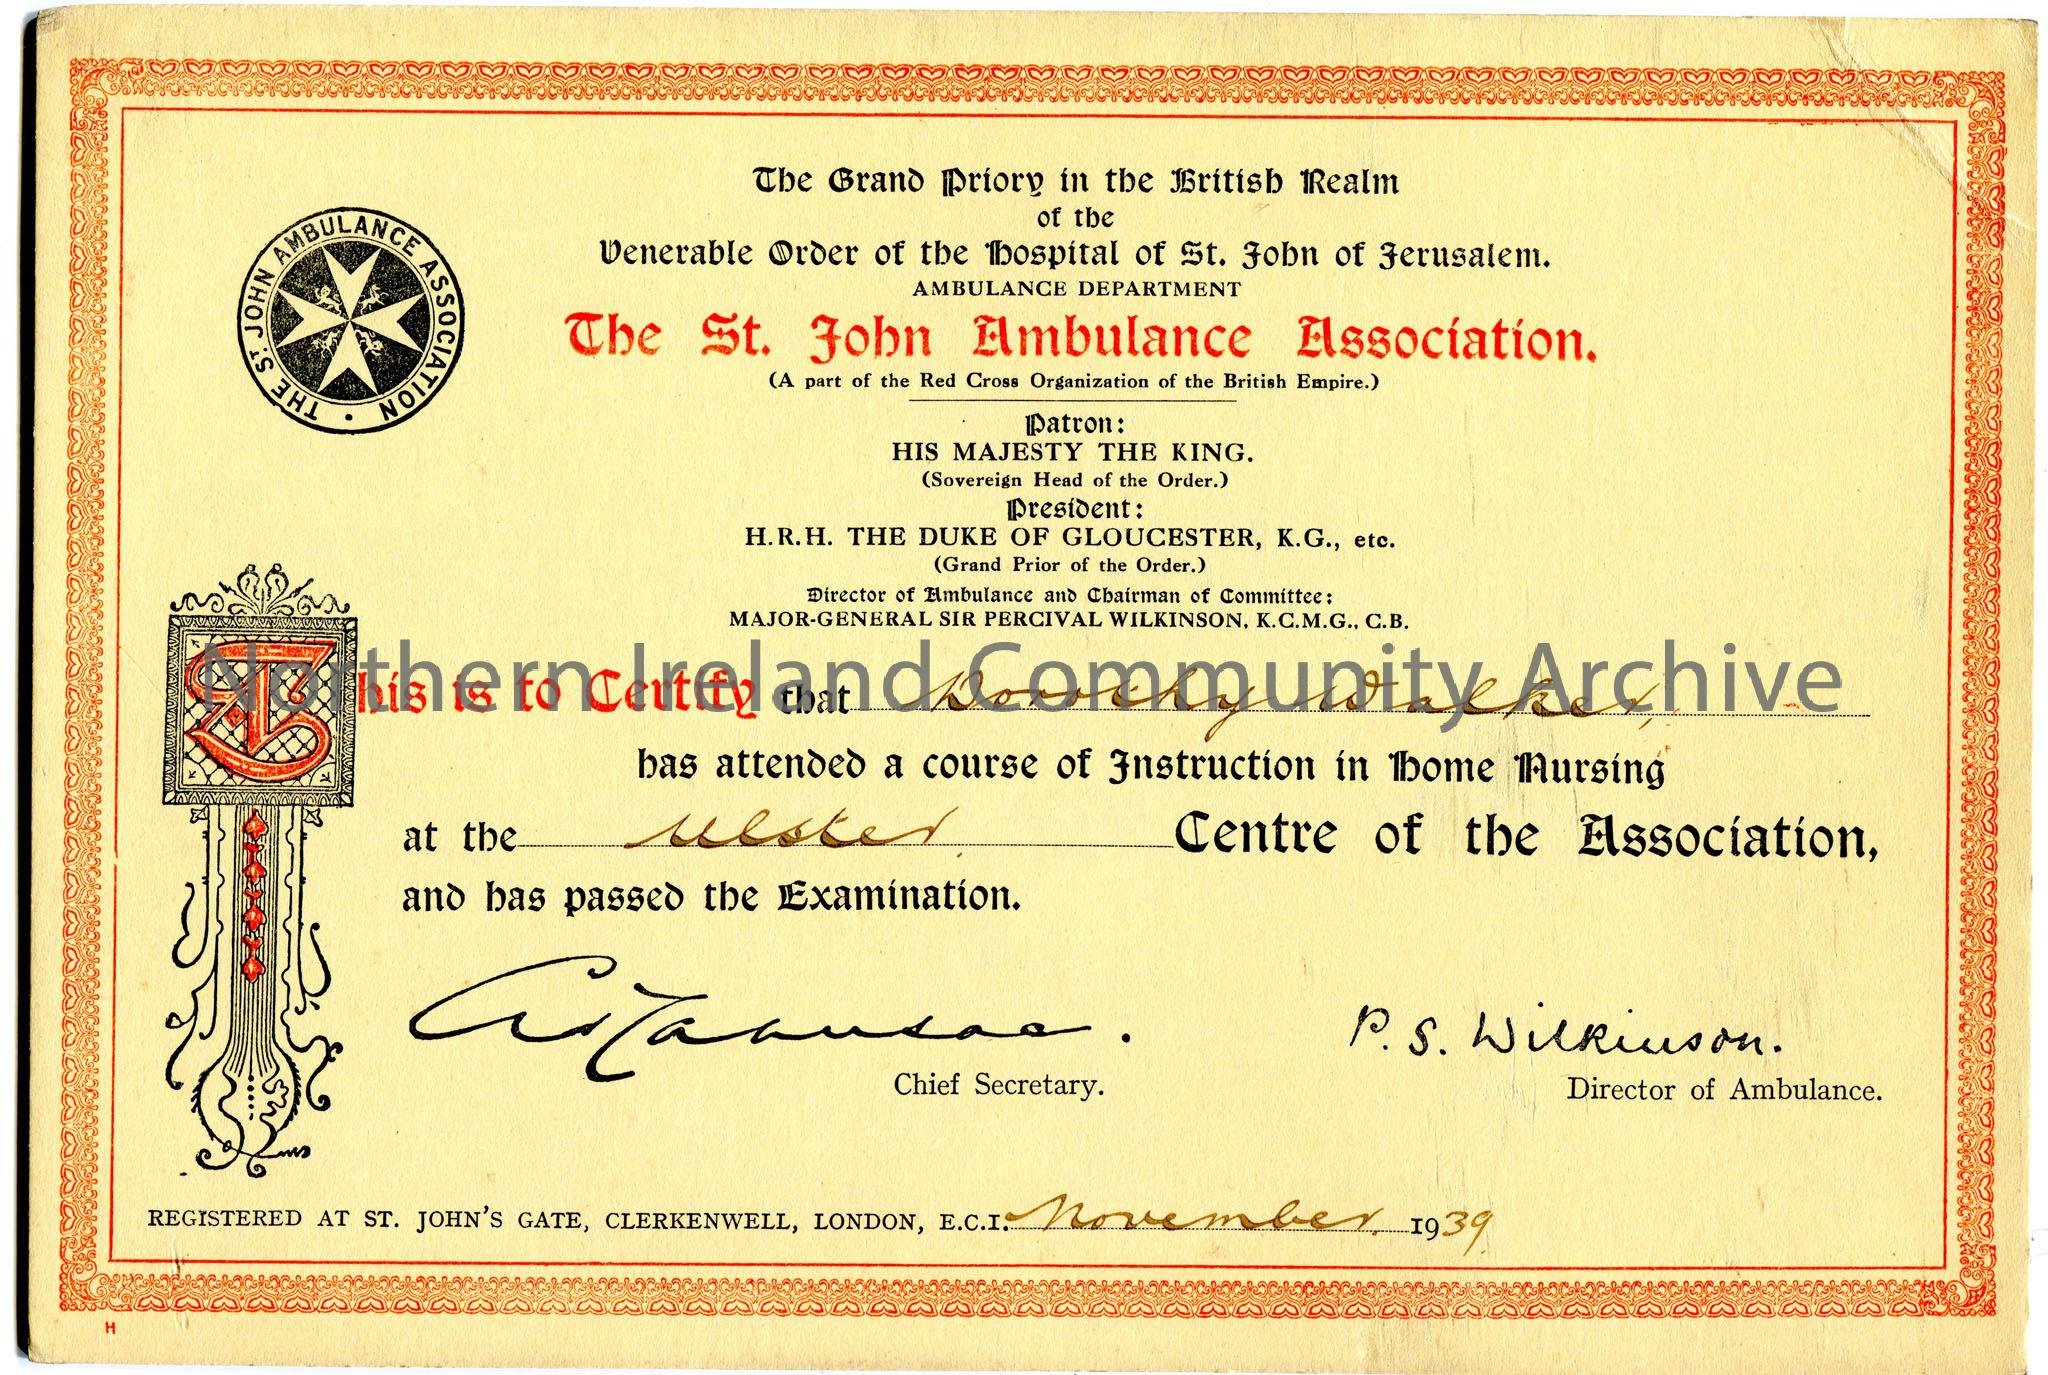 The Grand Priory in the British Realm
of the
Venerable Order of the Hospital of St. John of Jerusalem.
AMBULANCE DEPARTMENT
THE ST. JOHN AMBULANCE ASSOCIATION •
The St. John Ambulance Association.
(A part of the Red Cross Organization of the British Empire.)
Patron:
HIS MAJESTY THE KING.
(Sovereign Head of the Order.)
President:
H.R.H. THE DUKE OF GLOUCESTER, K.G., etc.
(Grand Prior of the Order.)
Director of Ambulance and Chairman of Committee:
MAJOR-GENERAL SIR PERCIVAL WILKINSON, K.C.M.G., C.B.
Northern Ireland Community Archive
This is to Certify that Dorothy Walker,
has attended a course of Instruction in Home Nursing
at the Ulster Centre of the Association,
and has passed the Examination.
P. S. Wilkinson.
Chief Secretary. Director of Ambulance.
REGISTERED AT ST. JOHN'S GATE, CLERKENWELL, LONDON, E.C.1. November 1939
H